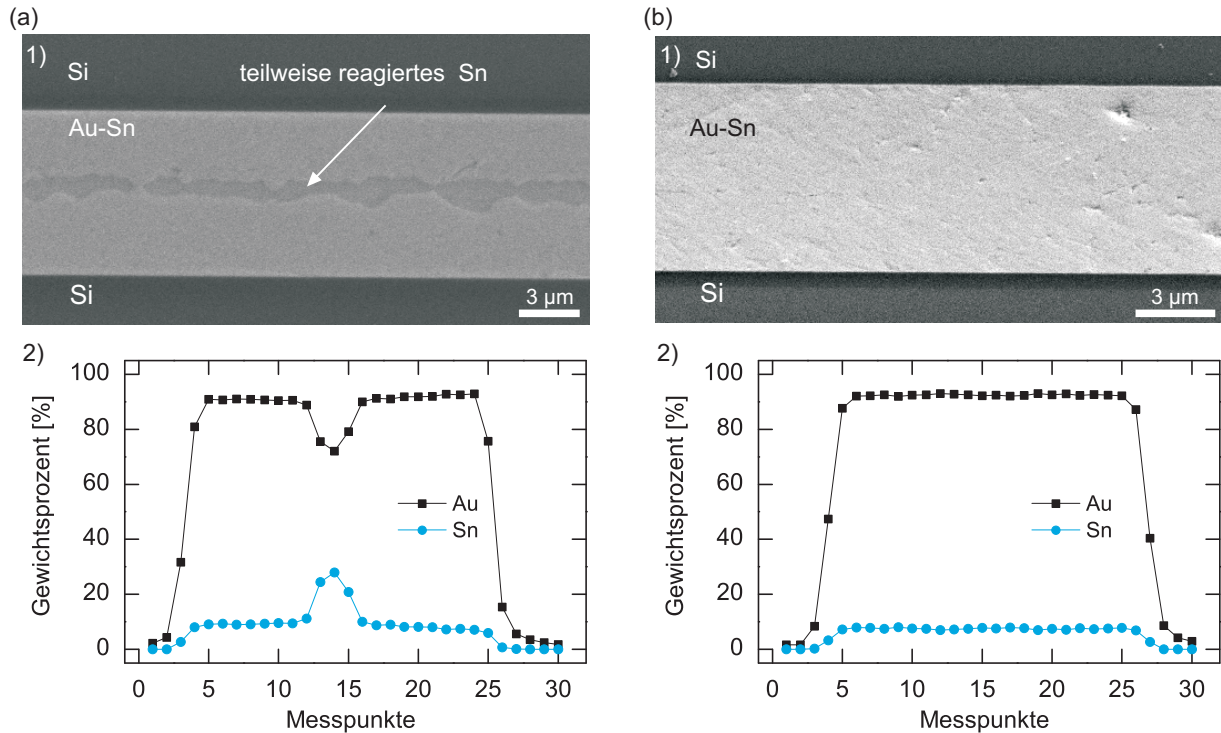 (a)
1)
Si
teilweise reagiertes Sn
Au-Sn
Si
3 µm
(b)
1)
Si
Au-Sn
Si
3 µm
2)
100
80
60
40
20
0
Gewichtsprozent [%]
Au
Sn
0 5 10 15 20 25 30
Messpunkte
2)
100
80
60
40
20
0
Gewichtsprozent [%]
Au
Sn
0 5 10 15 20 25 30
Messpunkte